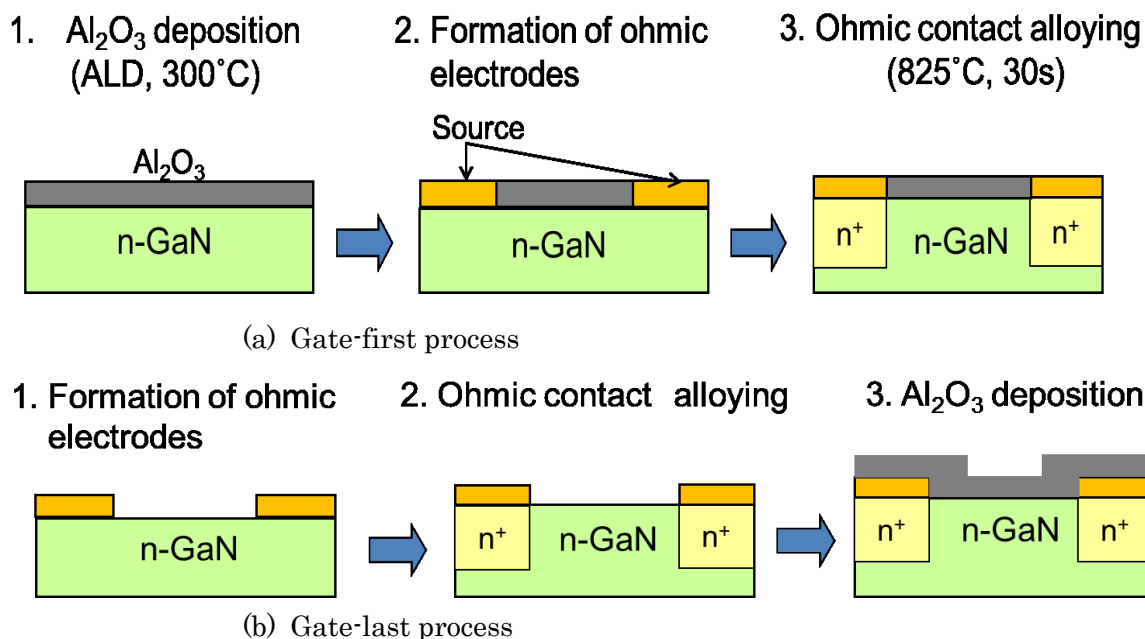 1. Al₂O₃ deposition
(ALD, 300˚C)
2. Formation of ohmic
electrodes
3. Ohmic contact alloying
(825˚C, 30s)
Source
Al₂O₃
n-GaN
n-GaN
n⁺
n-GaN
n⁺
(a) Gate-first process
1. Formation of ohmic
electrodes
2. Ohmic contact alloying
3. Al₂O₃ deposition
n-GaN
n⁺
n-GaN
n⁺
n⁺
n-GaN
n⁺
(b) Gate-last process